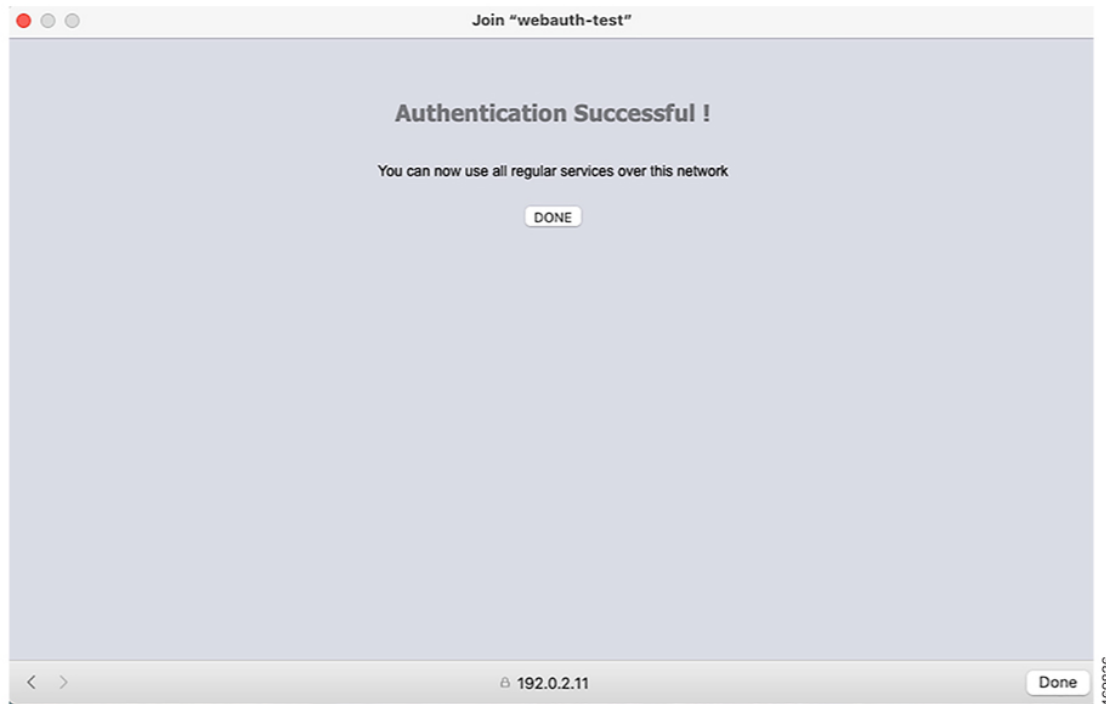 Join “webauth-test”
Authentication Successful !
You can now use all regular services over this network
DONE
192.0.2.11
Done